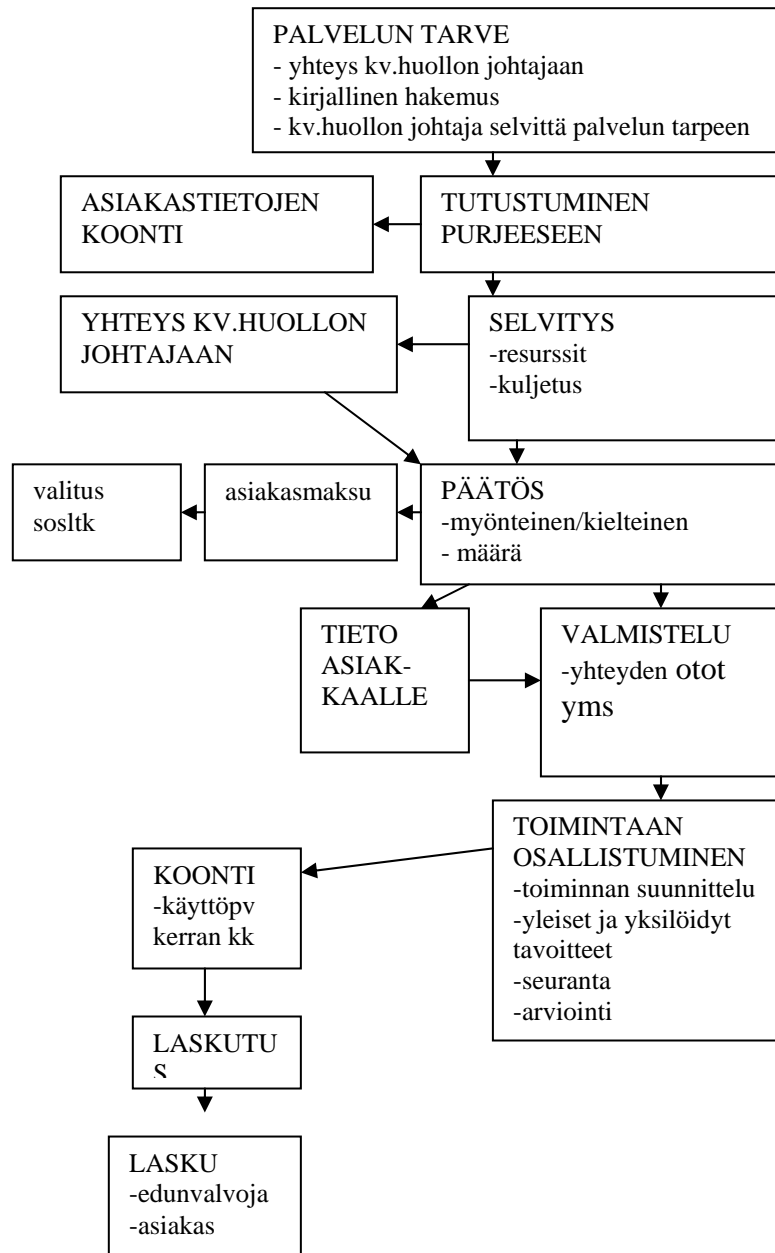 PALVELUN TARVE
- yhteys kv.huollon johtajaan
- kirjallinen hakemus
- kv.huollon johtaja selvittä palvelun tarpeen
ASIAKASTIETOJEN
KOONTI
TUTUSTUMINEN
PURJEESEEN
YHTEYS KV.HUOLLON
JOHTAJAAN
SELVITYS
-resurssit
-kuljetus
valitus
sosltk
asiakasmaksu
PÄÄTÖS
-myönteinen/kielteinen
- määrä
TIETO
ASIAK-
KAALLE
VALMISTELU
-yhteyden otot
yms
TOIMINTAAN
OSALLISTUMINEN
-toiminnan suunnittelu
-yleiset ja yksilöidyt
tavoitteet
-seuranta
-arviointi
KOONTI
-käyttöpv
kerran kk
LASKUTU
S
LASKU
-edunvalvoja
-asiakas